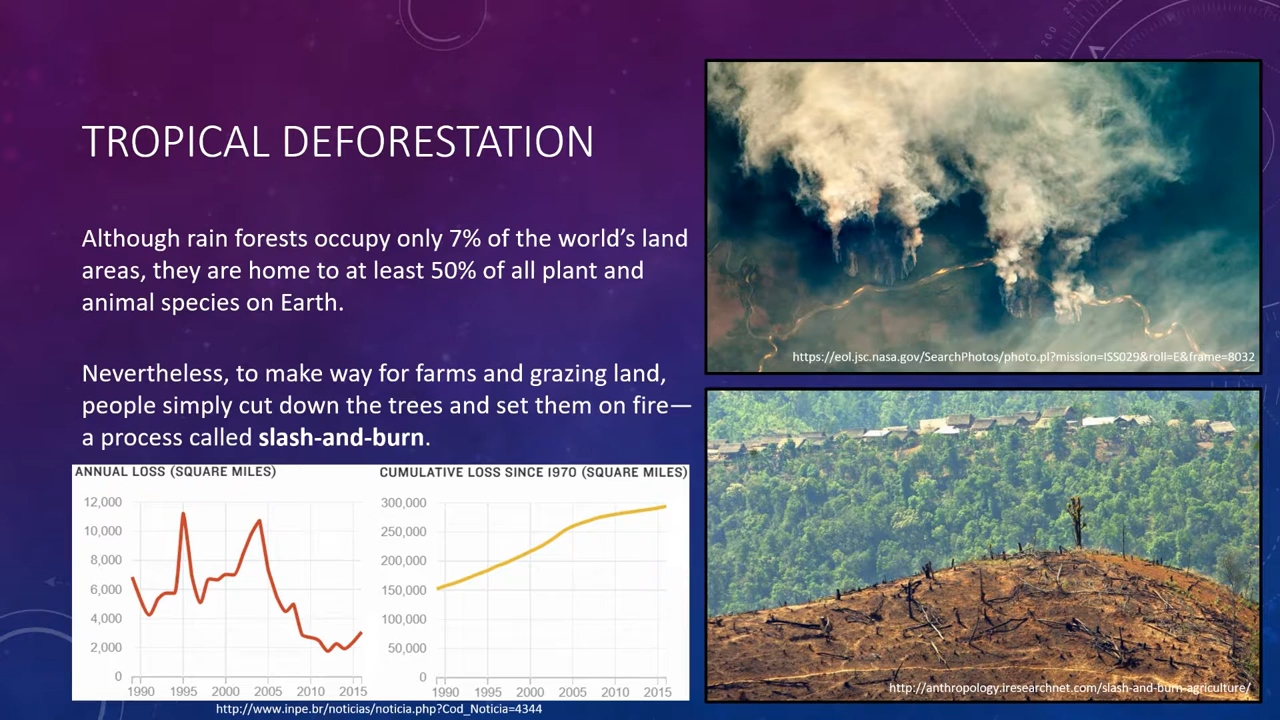 TROPICAL DEFORESTATION
Although rain forests occupy only 7% of the world’s land
areas, they are home to at least 50% of all plant and
animal species on Earth.
Nevertheless, to make way for farms and grazing land,
people simply cut down the trees and set them on fire—
a process called slash-and-burn.
ANNUAL LOSS (SQUARE MILES)
12,000
10,000
8,000
6,000
4,000
2,000
0
1990 1995 2000 2005 2010 2015
CUMULATIVE LOSS SINCE 1970 (SQUARE MILES)
300,000
250,000
200,000
150,000
100,000
50,000
0
1990 1995 2000 2005 2010 2015
http://www.inpe.br/noticias/noticia.php?Cod_Noticia=4344
https://eol.jsc.nasa.gov/SearchPhotos/photo.pl?mission=ISS029&roll=E&frame=8032
http://anthropology.iresearchnet.com/slash-and-burn-agriculture/